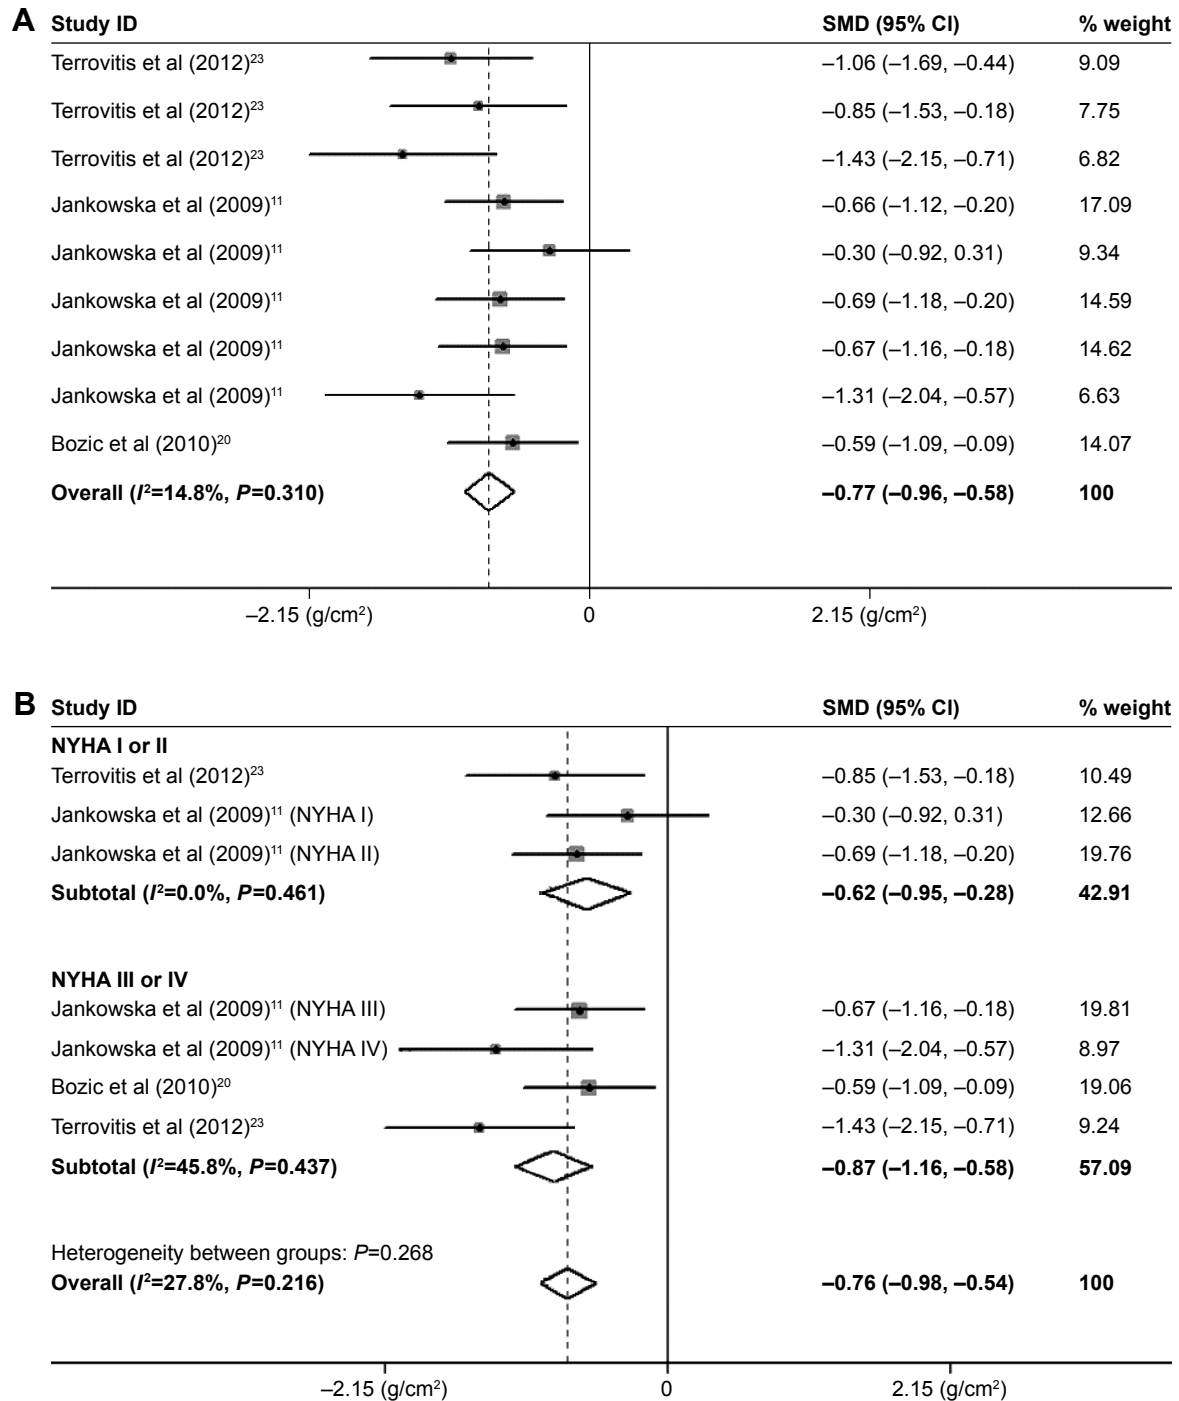 A Study ID SMD (95% CI) % weight
Terrovitis et al (2012)²³ –1.06 (–1.69, –0.44) 9.09
Terrovitis et al (2012)²³ –0.85 (–1.53, –0.18) 7.75
Terrovitis et al (2012)²³ –1.43 (–2.15, –0.71) 6.82
Jankowska et al (2009)¹¹ –0.66 (–1.12, –0.20) 17.09
Jankowska et al (2009)¹¹ –0.30 (–0.92, 0.31) 9.34
Jankowska et al (2009)¹¹ –0.69 (–1.18, –0.20) 14.59
Jankowska et al (2009)¹¹ –0.67 (–1.16, –0.18) 14.62
Jankowska et al (2009)¹¹ –1.31 (–2.04, –0.57) 6.63
Bozic et al (2010)²⁰ –0.59 (–1.09, –0.09) 14.07
Overall (I²=14.8%, P=0.310) –0.77 (–0.96, –0.58) 100
–2.15 (g/cm²) 0 2.15 (g/cm²)
B Study ID SMD (95% CI) % weight
NYHA I or II
Terrovitis et al (2012)²³ –0.85 (–1.53, –0.18) 10.49
Jankowska et al (2009)¹¹ (NYHA I) –0.30 (–0.92, 0.31) 12.66
Jankowska et al (2009)¹¹ (NYHA II) –0.69 (–1.18, –0.20) 19.76
Subtotal (I²=0.0%, P=0.461) –0.62 (–0.95, –0.28) 42.91
NYHA III or IV
Jankowska et al (2009)¹¹ (NYHA III) –0.67 (–1.16, –0.18) 19.81
Jankowska et al (2009)¹¹ (NYHA IV) –1.31 (–2.04, –0.57) 8.97
Bozic et al (2010)²⁰ –0.59 (–1.09, –0.09) 19.06
Terrovitis et al (2012)²³ –1.43 (–2.15, –0.71) 9.24
Subtotal (I²=45.8%, P=0.437) –0.87 (–1.16, –0.58) 57.09
Heterogeneity between groups: P=0.268
Overall (I²=27.8%, P=0.216) –0.76 (–0.98, –0.54) 100
–2.15 (g/cm²) 0 2.15 (g/cm²)